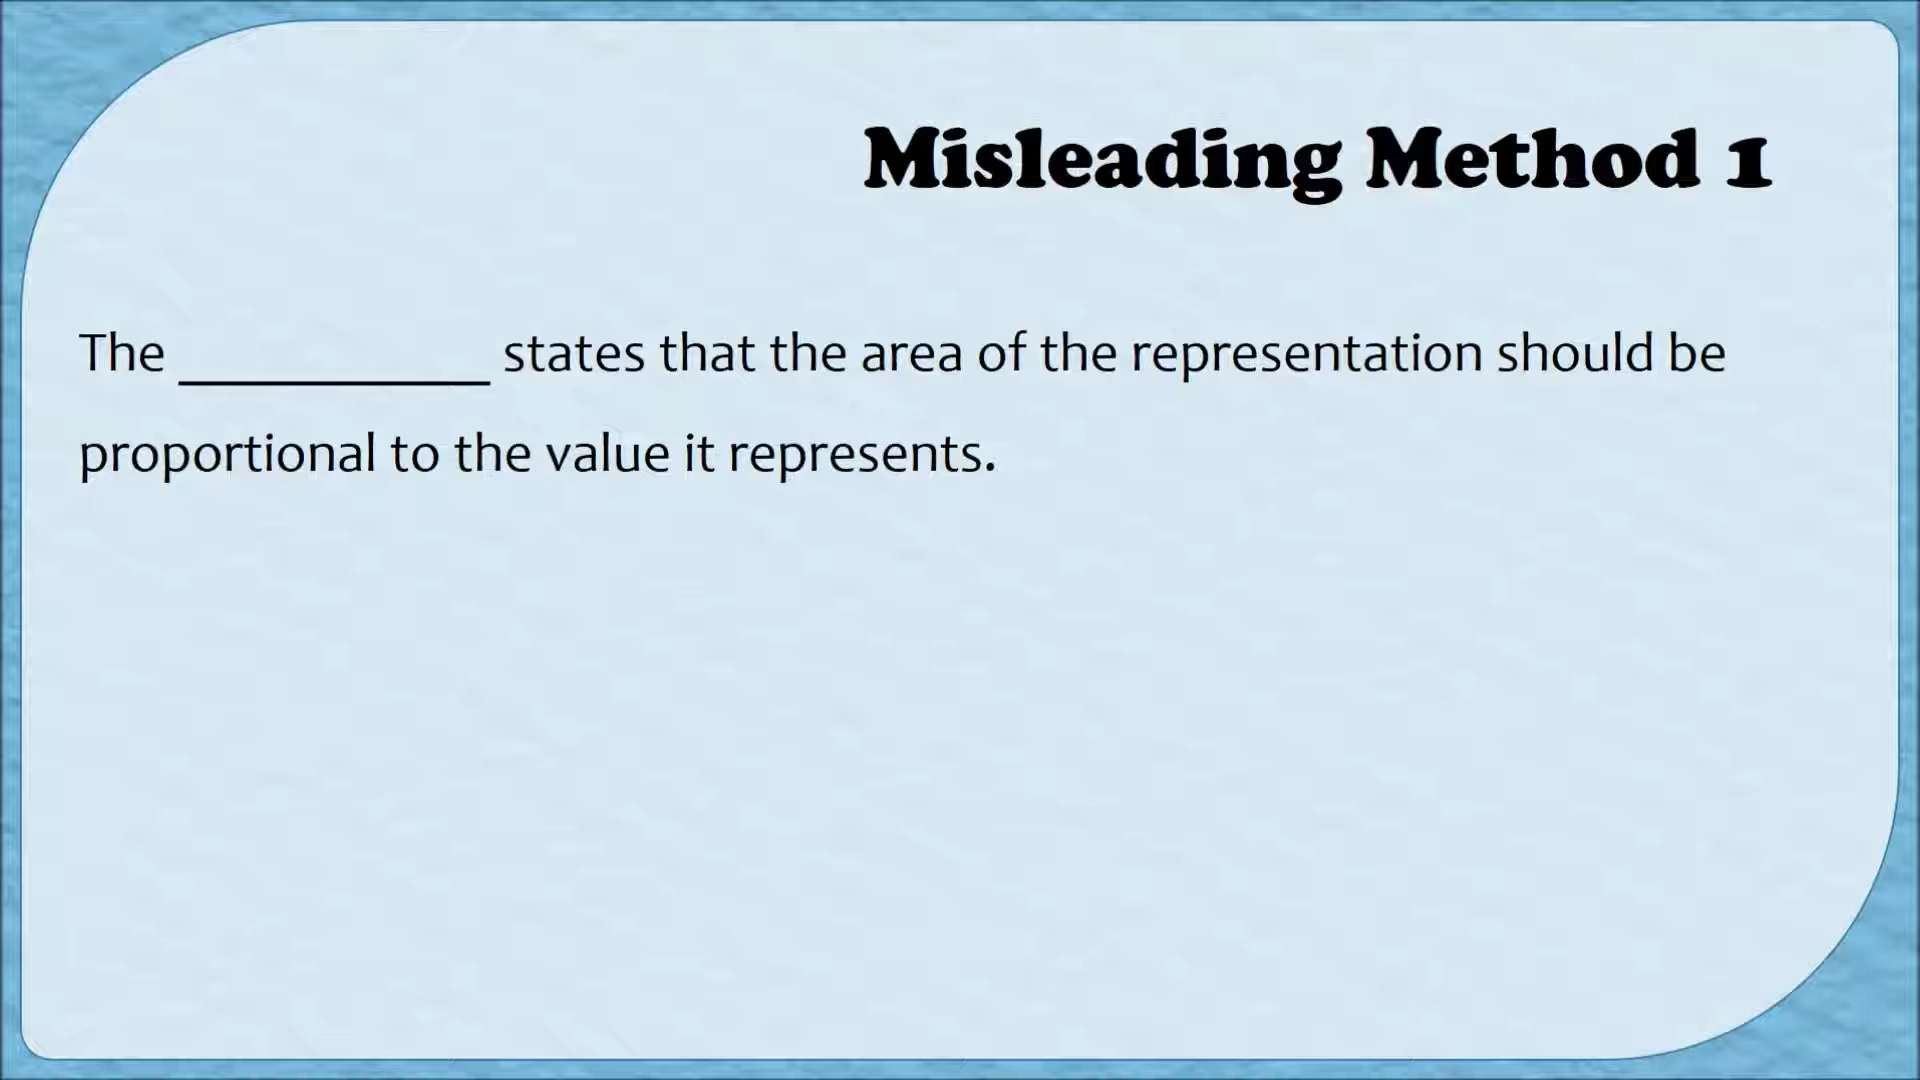 Misleading Method 1
The ____________ states that the area of the representation should be
proportional to the value it represents.